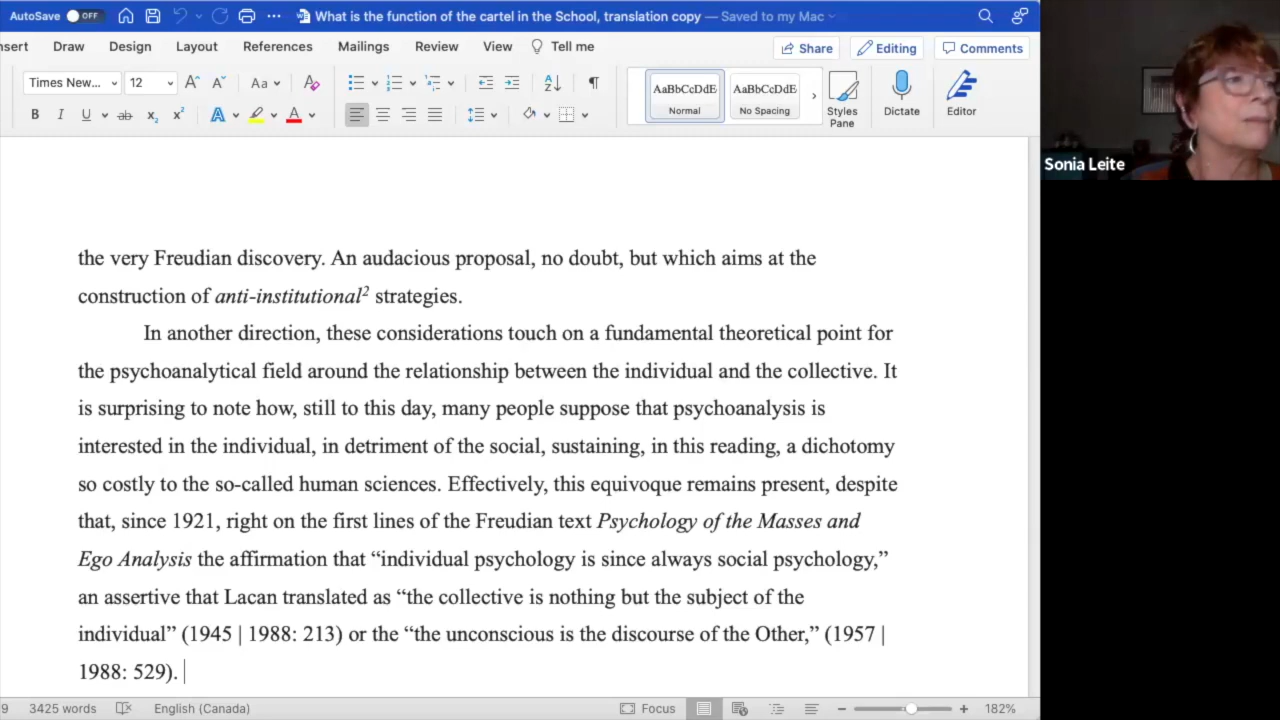 AutoSave OFF What is the function of the cartel in the School, translation copy — Saved to my Mac
nsert Draw Design Layout References Mailings Review View Tell me Share Editing Comments
Times New... 12 Aa AaBbCcDdE AaBbCcDdE
B I U ab x2 x2 A A Normal No Spacing Styles Pane Dictate Editor
Sonia Leite
the very Freudian discovery. An audacious proposal, no doubt, but which aims at the
construction of anti-institutional2 strategies.
In another direction, these considerations touch on a fundamental theoretical point for
the psychoanalytical field around the relationship between the individual and the collective. It
is surprising to note how, still to this day, many people suppose that psychoanalysis is
interested in the individual, in detriment of the social, sustaining, in this reading, a dichotomy
so costly to the so-called human sciences. Effectively, this equivoque remains present, despite
that, since 1921, right on the first lines of the Freudian text Psychology of the Masses and
Ego Analysis the affirmation that “individual psychology is since always social psychology,”
an assertive that Lacan translated as “the collective is nothing but the subject of the
individual” (1945 | 1988: 213) or the “the unconscious is the discourse of the Other,” (1957 |
1988: 529).
9 3425 words English (Canada) Focus 182%